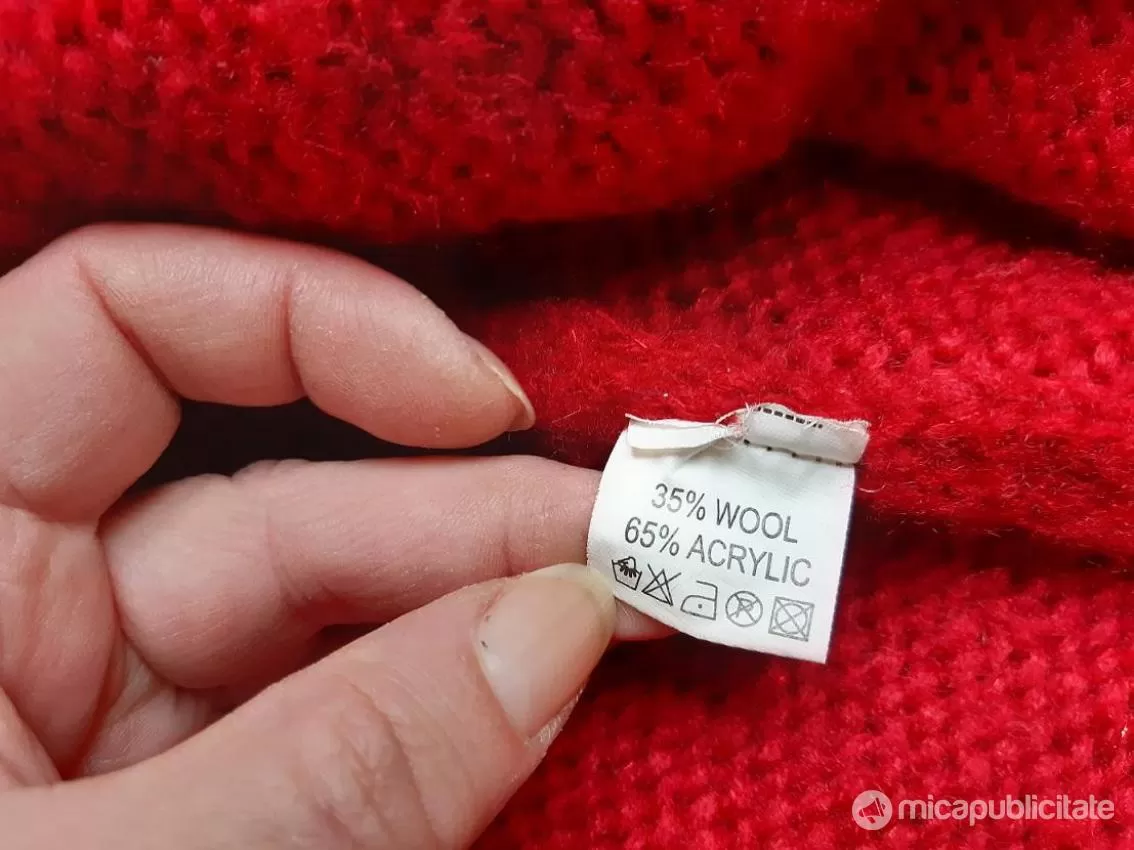 35% WOOL
65% ACRYLIC
P
micapublicitate